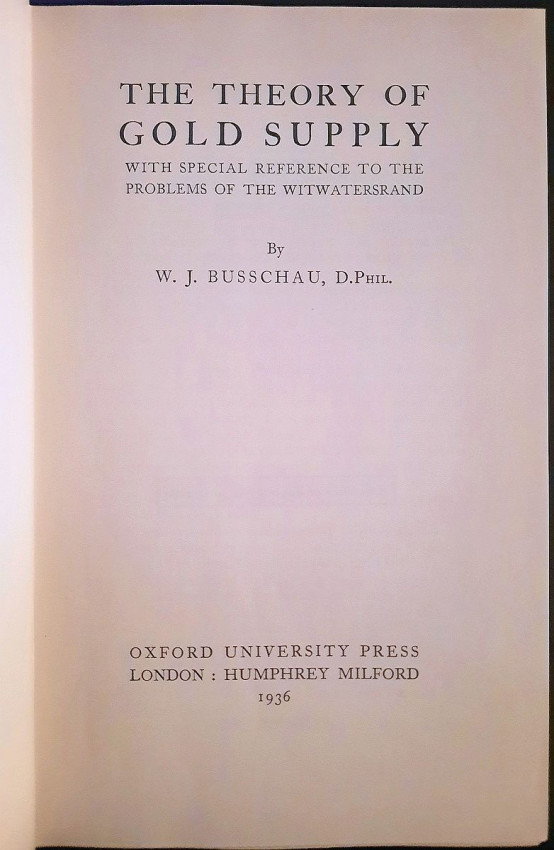 THE THEORY OF
GOLD SUPPLY
WITH SPECIAL REFERENCE TO THE
PROBLEMS OF THE WITWATERSRAND
By
W. J. BUSSCHAU, D.PHIL.
OXFORD UNIVERSITY PRESS
LONDON : HUMPHREY MILFORD
1936